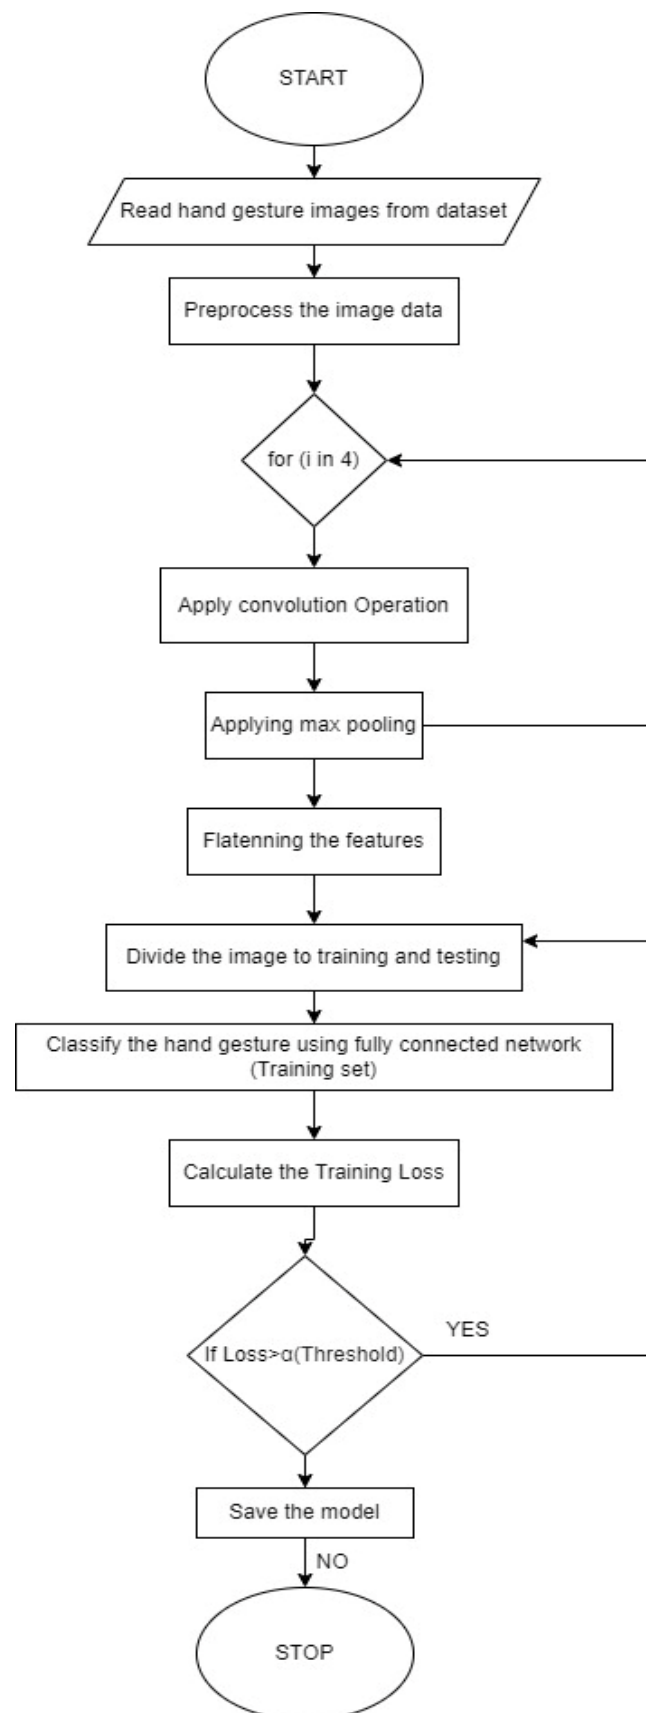 START
Read hand gesture images from dataset
Preprocess the image data
for (i in 4)
Apply convolution Operation
Applying max pooling
Flatenning the features
Divide the image to training and testing
Classify the hand gesture using fully connected network
(Training set)
Calculate the Training Loss
YES
If Loss>α(Threshold)
Save the model
NO
STOP